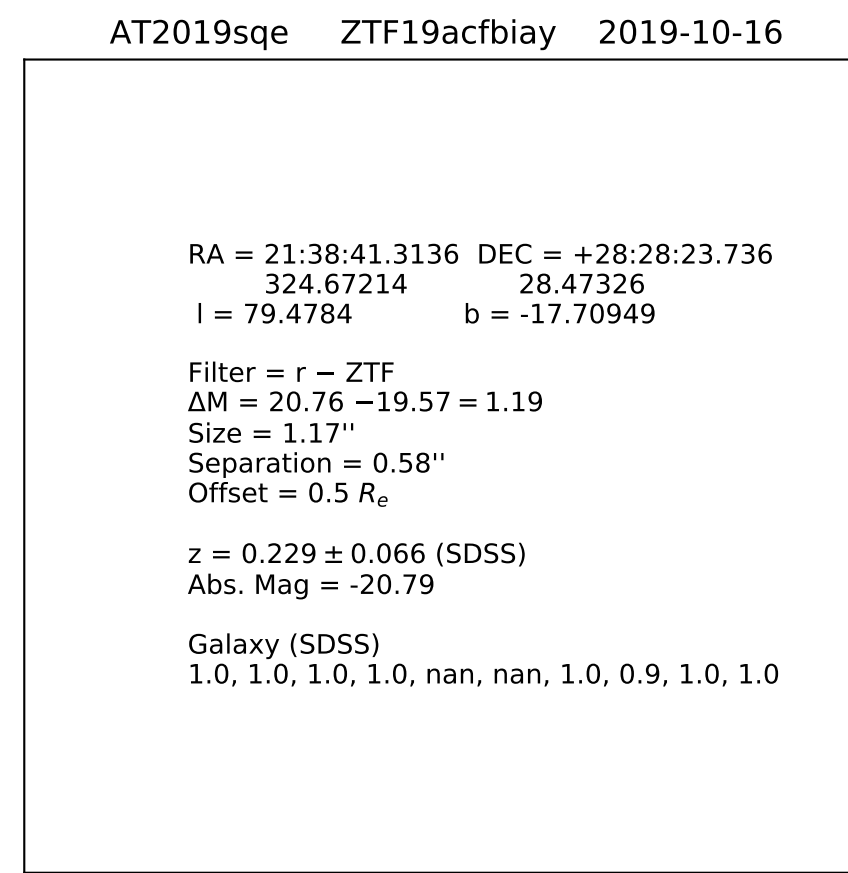 AT2019sqe ZTF19acfbiay 2019-10-16
RA = 21:38:41.3136 DEC = +28:28:23.736
324.67214 28.47326
l = 79.4784 b = -17.70949
Filter = r − ZTF
ΔM = 20.76 −19.57 = 1.19
Size = 1.17''
Separation = 0.58''
Offset = 0.5 Rₑ
z = 0.229 ± 0.066 (SDSS)
Abs. Mag = -20.79
Galaxy (SDSS)
1.0, 1.0, 1.0, 1.0, nan, nan, 1.0, 0.9, 1.0, 1.0